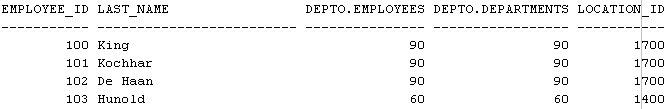 EMPLOYEE_ID LAST_NAME                 DEPTO.EMPLOYEES DEPTO.DEPARTMENTS LOCATION_ID
----------- ------------------------- --------------- ----------------- -----------
        100 King                                   90                90        1700
        101 Kochhar                                90                90        1700
        102 De Haan                                90                90        1700
        103 Hunold                                 60                60        1400